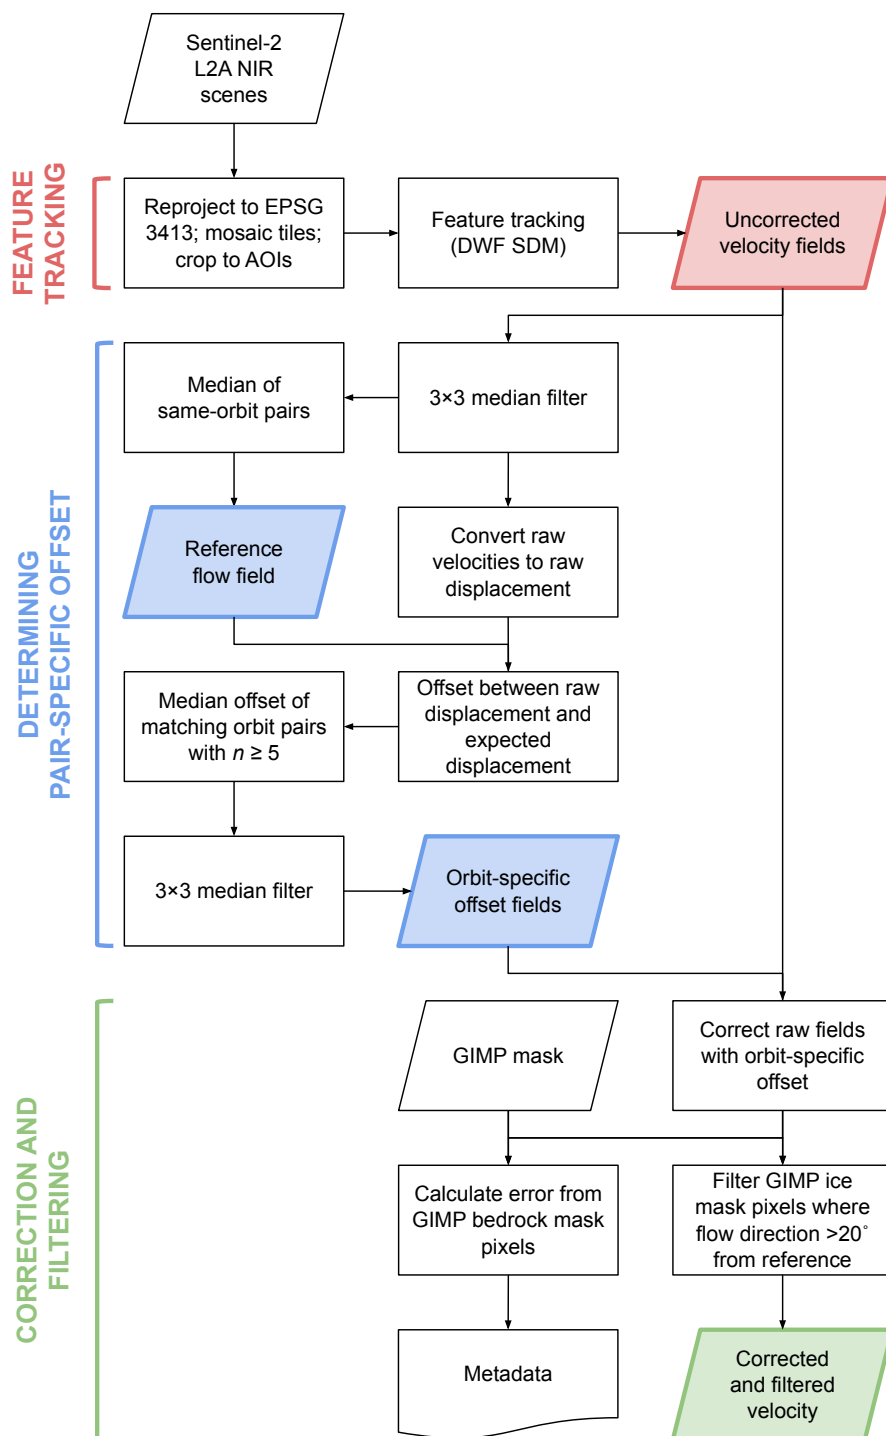 Sentinel-2
L2A NIR
scenes
FEATURE
TRACKING
Reproject to EPSG
3413; mosaic tiles;
crop to AOIs
Feature tracking
(DWF SDM)
Uncorrected
velocity fields
DETERMINING
PAIR-SPECIFIC OFFSET
Median of
same-orbit pairs
3×3 median filter
Reference
flow field
Convert raw
velocities to raw
displacement
Median offset of
matching orbit pairs
with n ≥ 5
Offset between raw
displacement and
expected
displacement
3×3 median filter
Orbit-specific
offset fields
CORRECTION AND
FILTERING
GIMP mask
Correct raw fields
with orbit-specific
offset
Calculate error from
GIMP bedrock mask
pixels
Filter GIMP ice
mask pixels where
flow direction >20°
from reference
Metadata
Corrected
and filtered
velocity